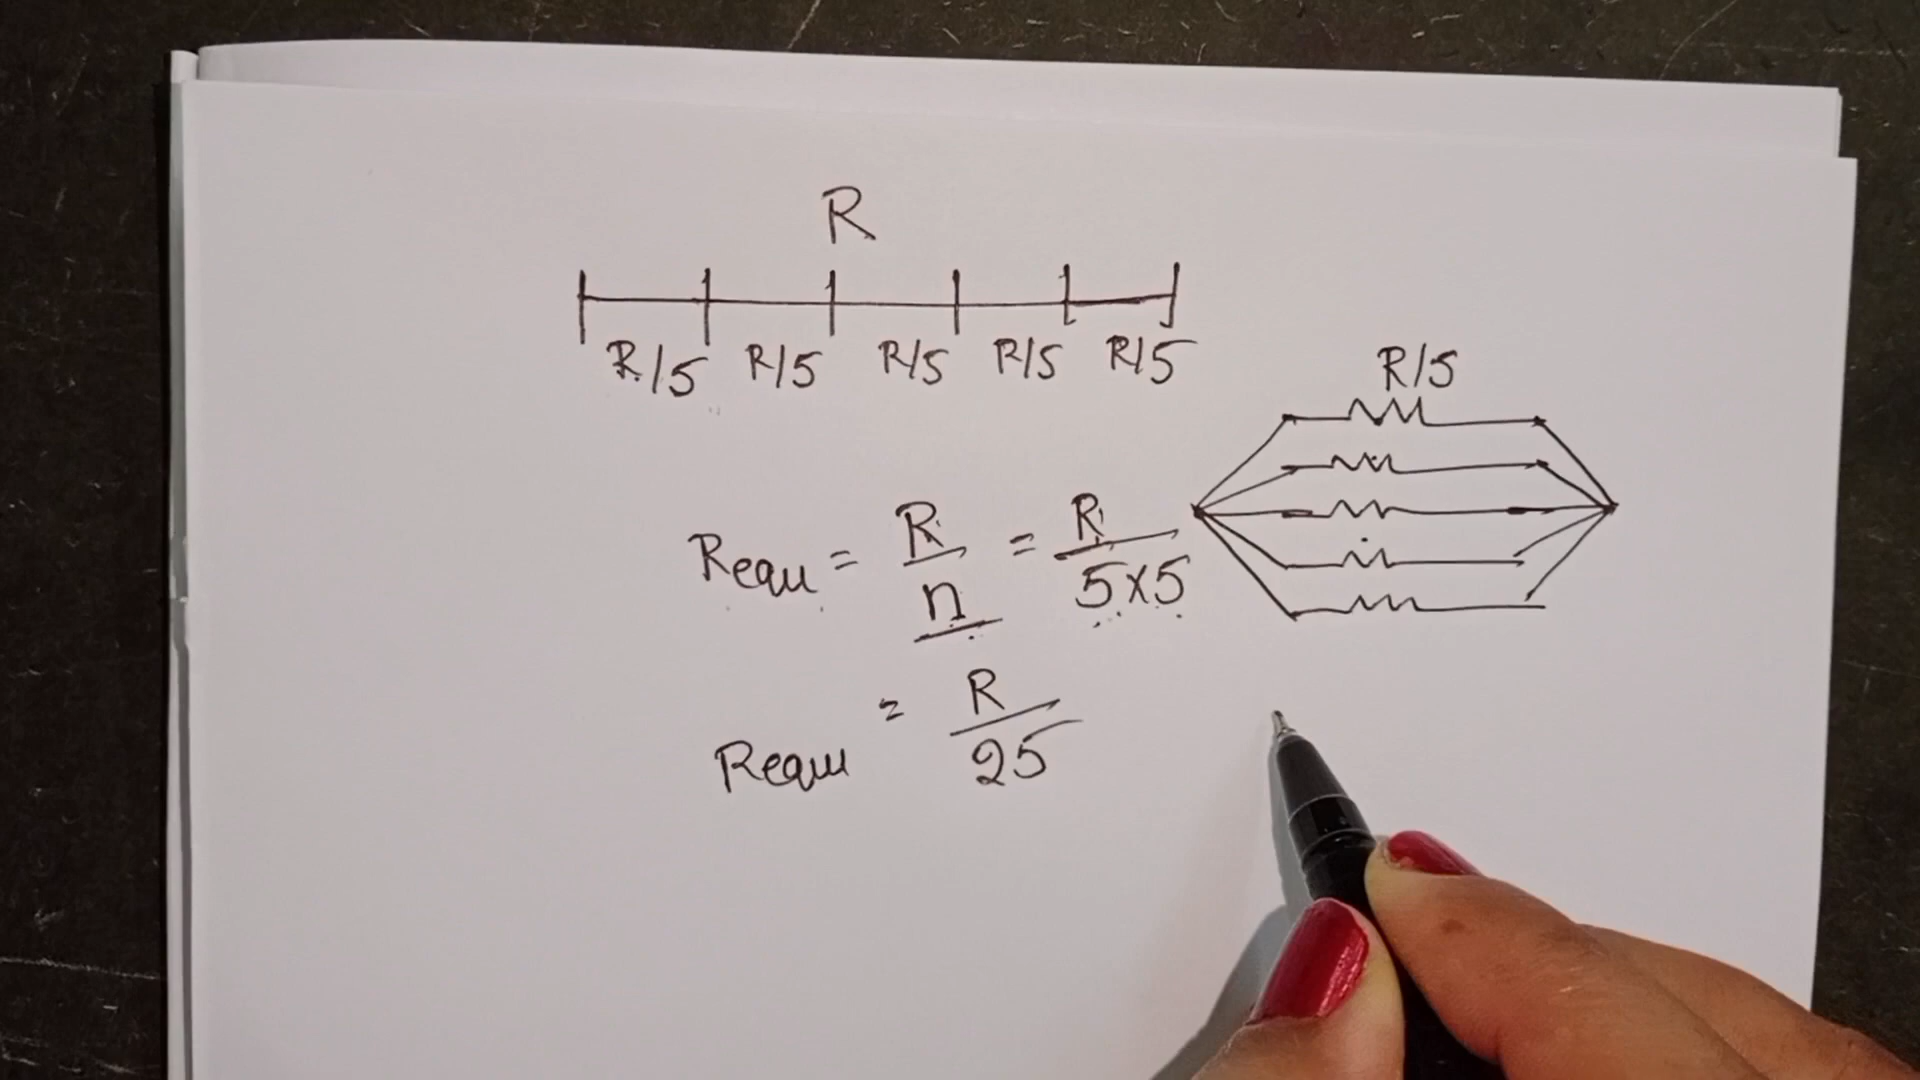 R
R/5 R/5 R/5 R/5 R/5
R/5
Requ = R/n = R/5x5
Requ = R/25